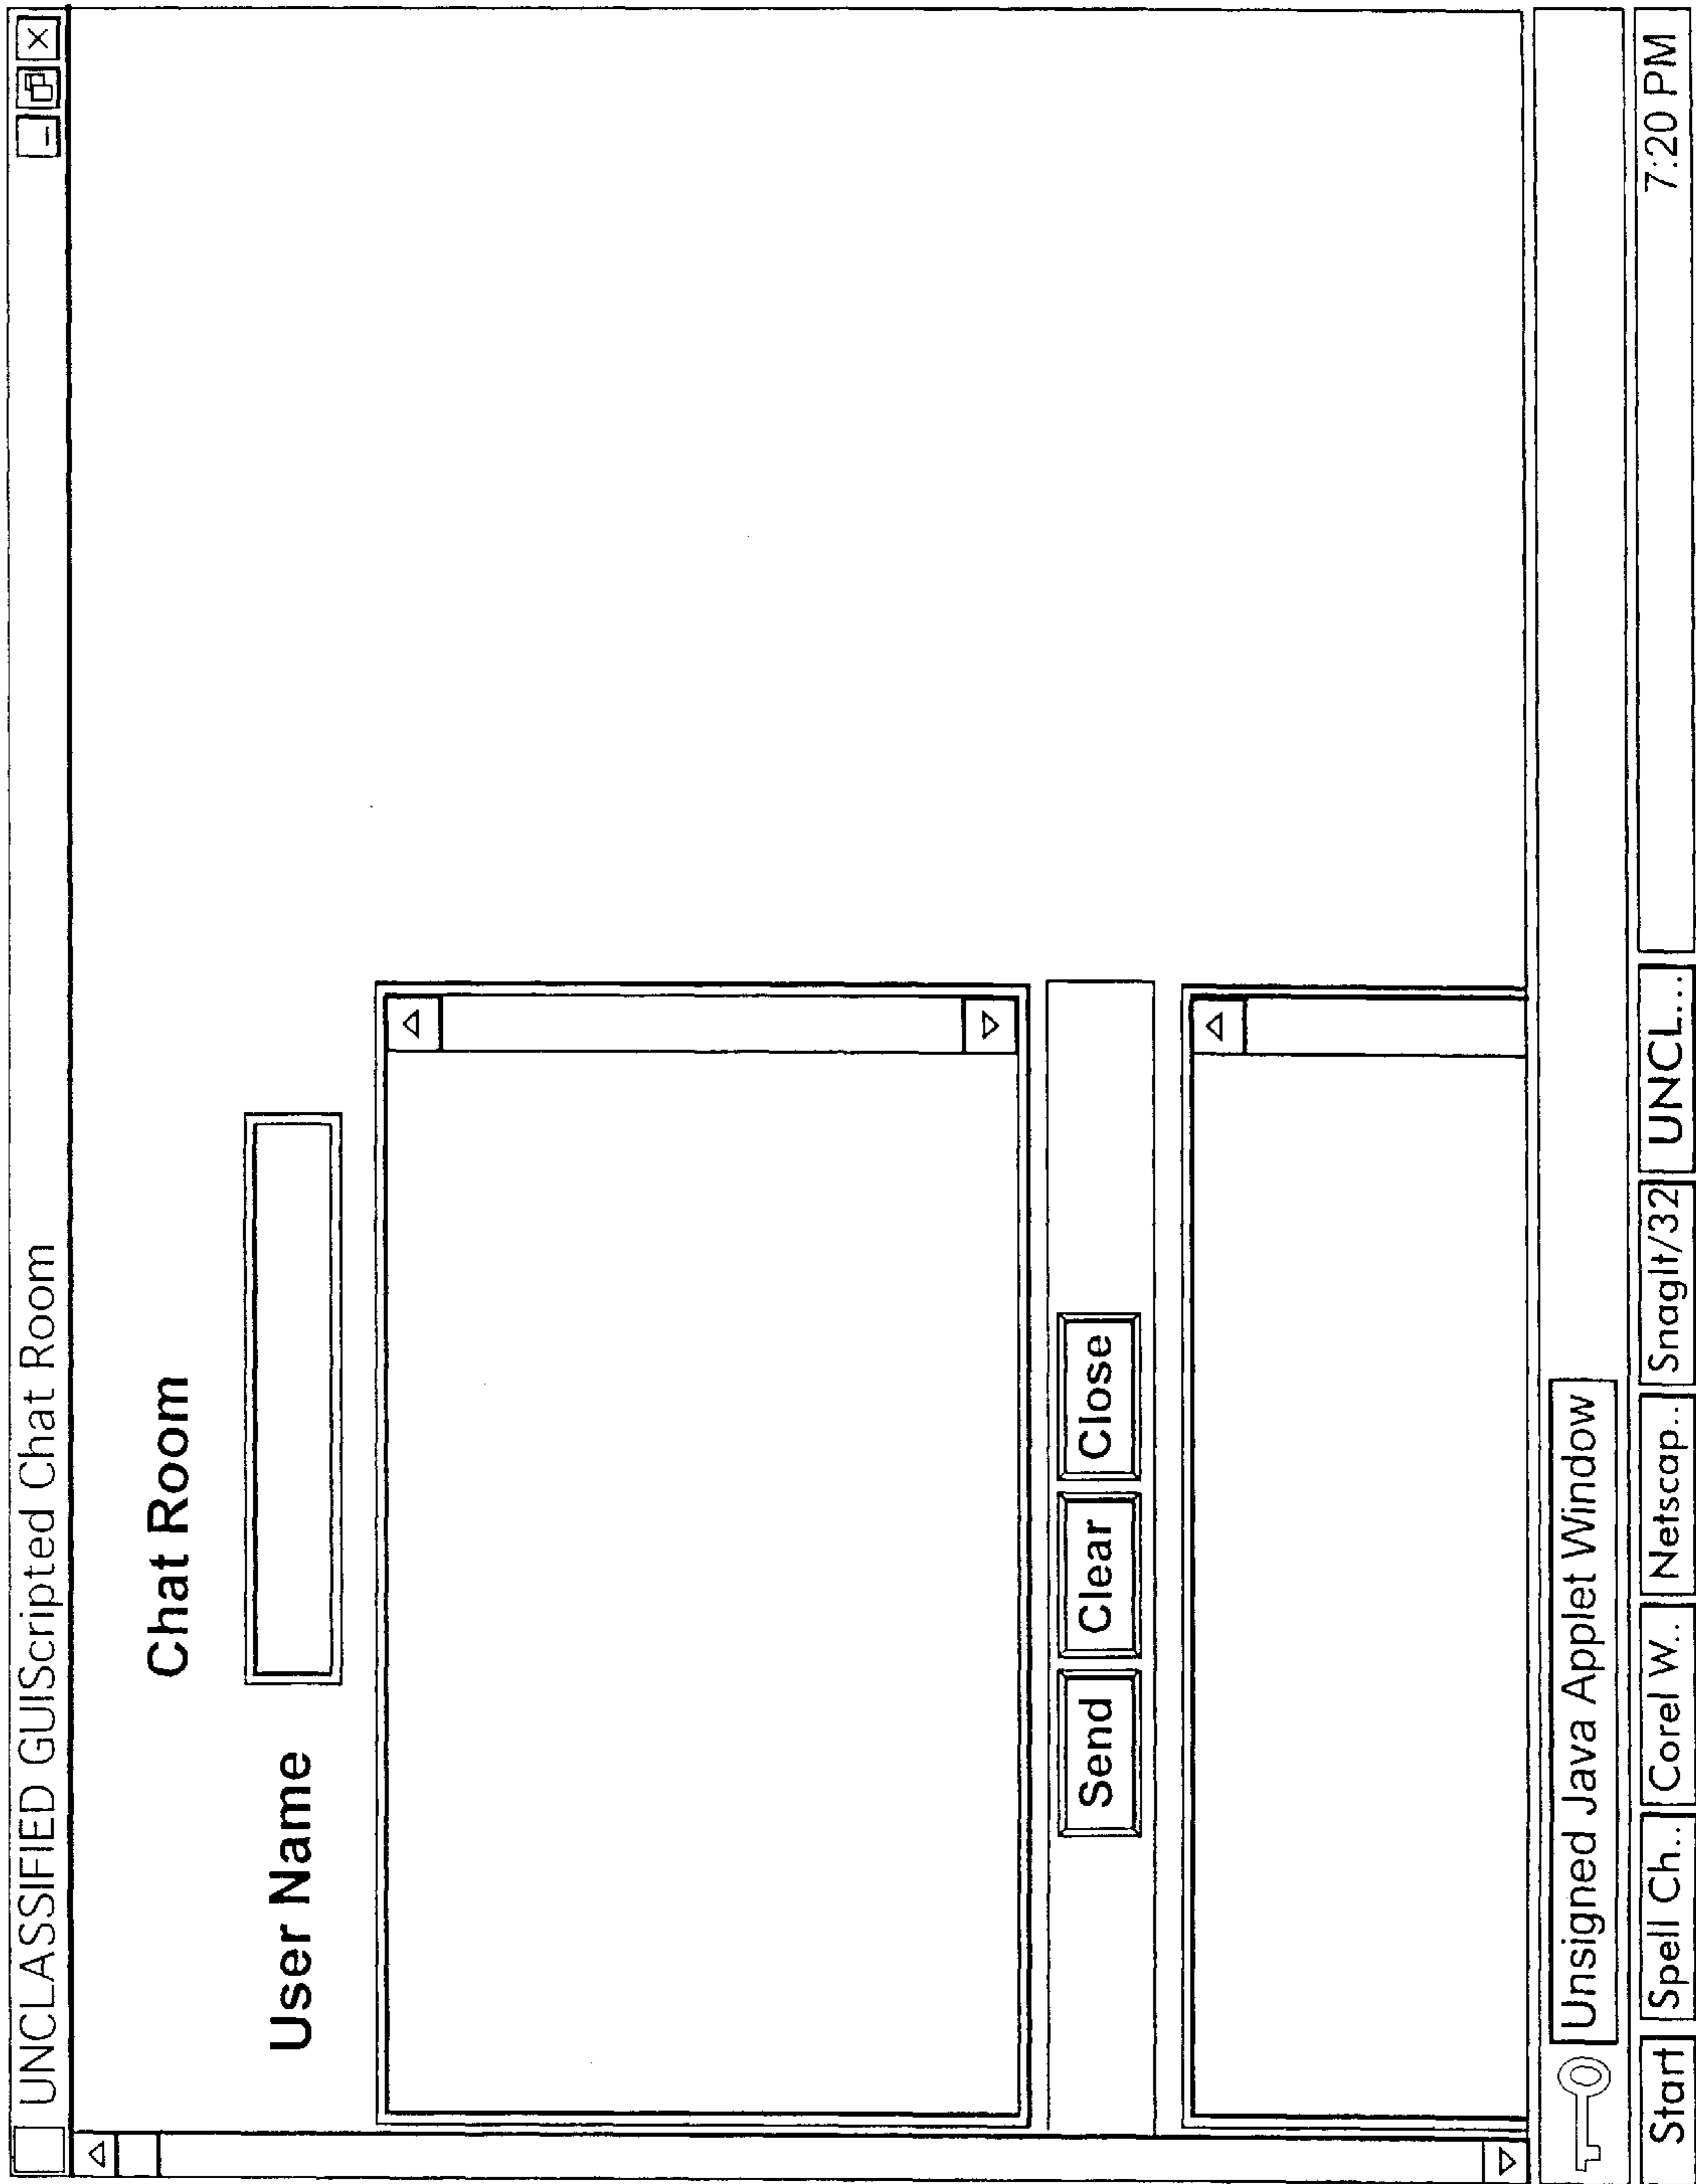 UNCLASSIFIED GUIScripted Chat Room
Chat Room
User Name
Send Clear Close
Unsigned Java Applet Window
Start Spell Ch.. Corel W.. Netscap.. SnagIt/32 UNCL... 7:20 PM